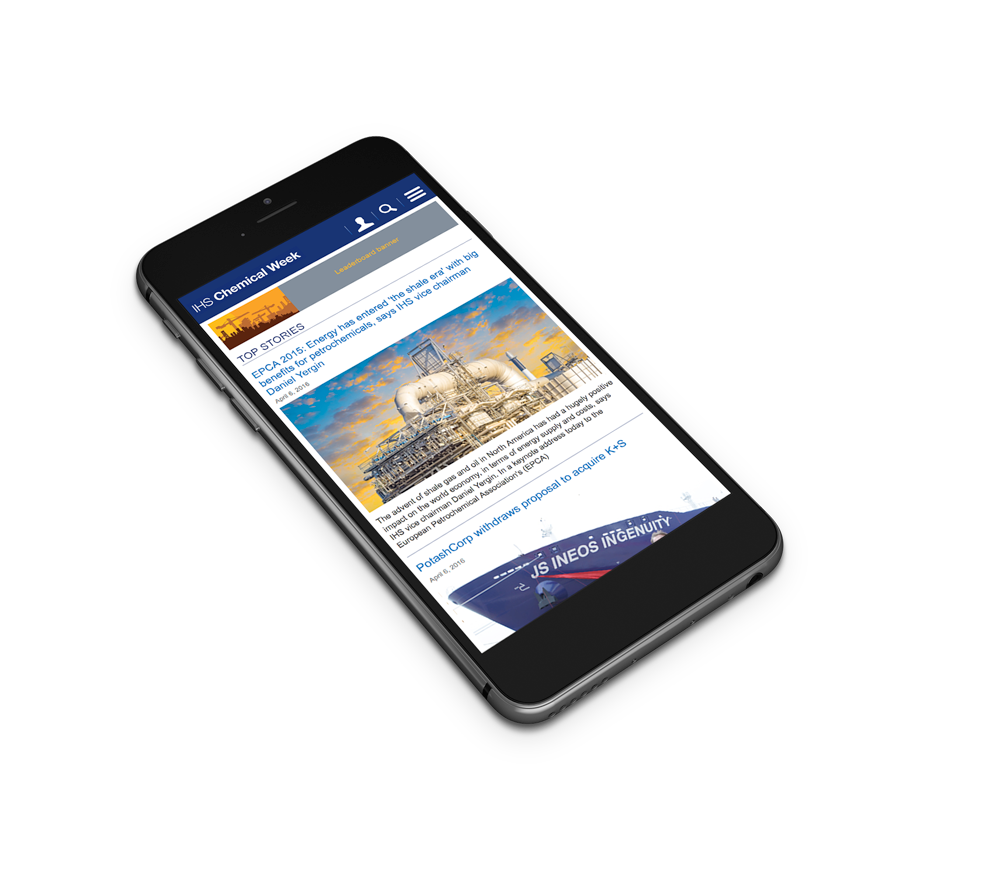 IHS Chemical Week
Leaderboard banner
TOP STORIES
EPCA 2015: Energy has entered 'the shale era' with big
benefits for petrochemicals, says IHS vice chairman
Daniel Yergin
April 6, 2016
The advent of shale gas and oil in North America has had a hugely positive
impact on the world economy, in terms of energy supply and costs, says
IHS vice chairman Daniel Yergin. In a keynote address today to the
European Petrochemical Association's (EPCA)
PotashCorp withdraws proposal to acquire K+S
April 6, 2016
JS INEOS INGENUITY